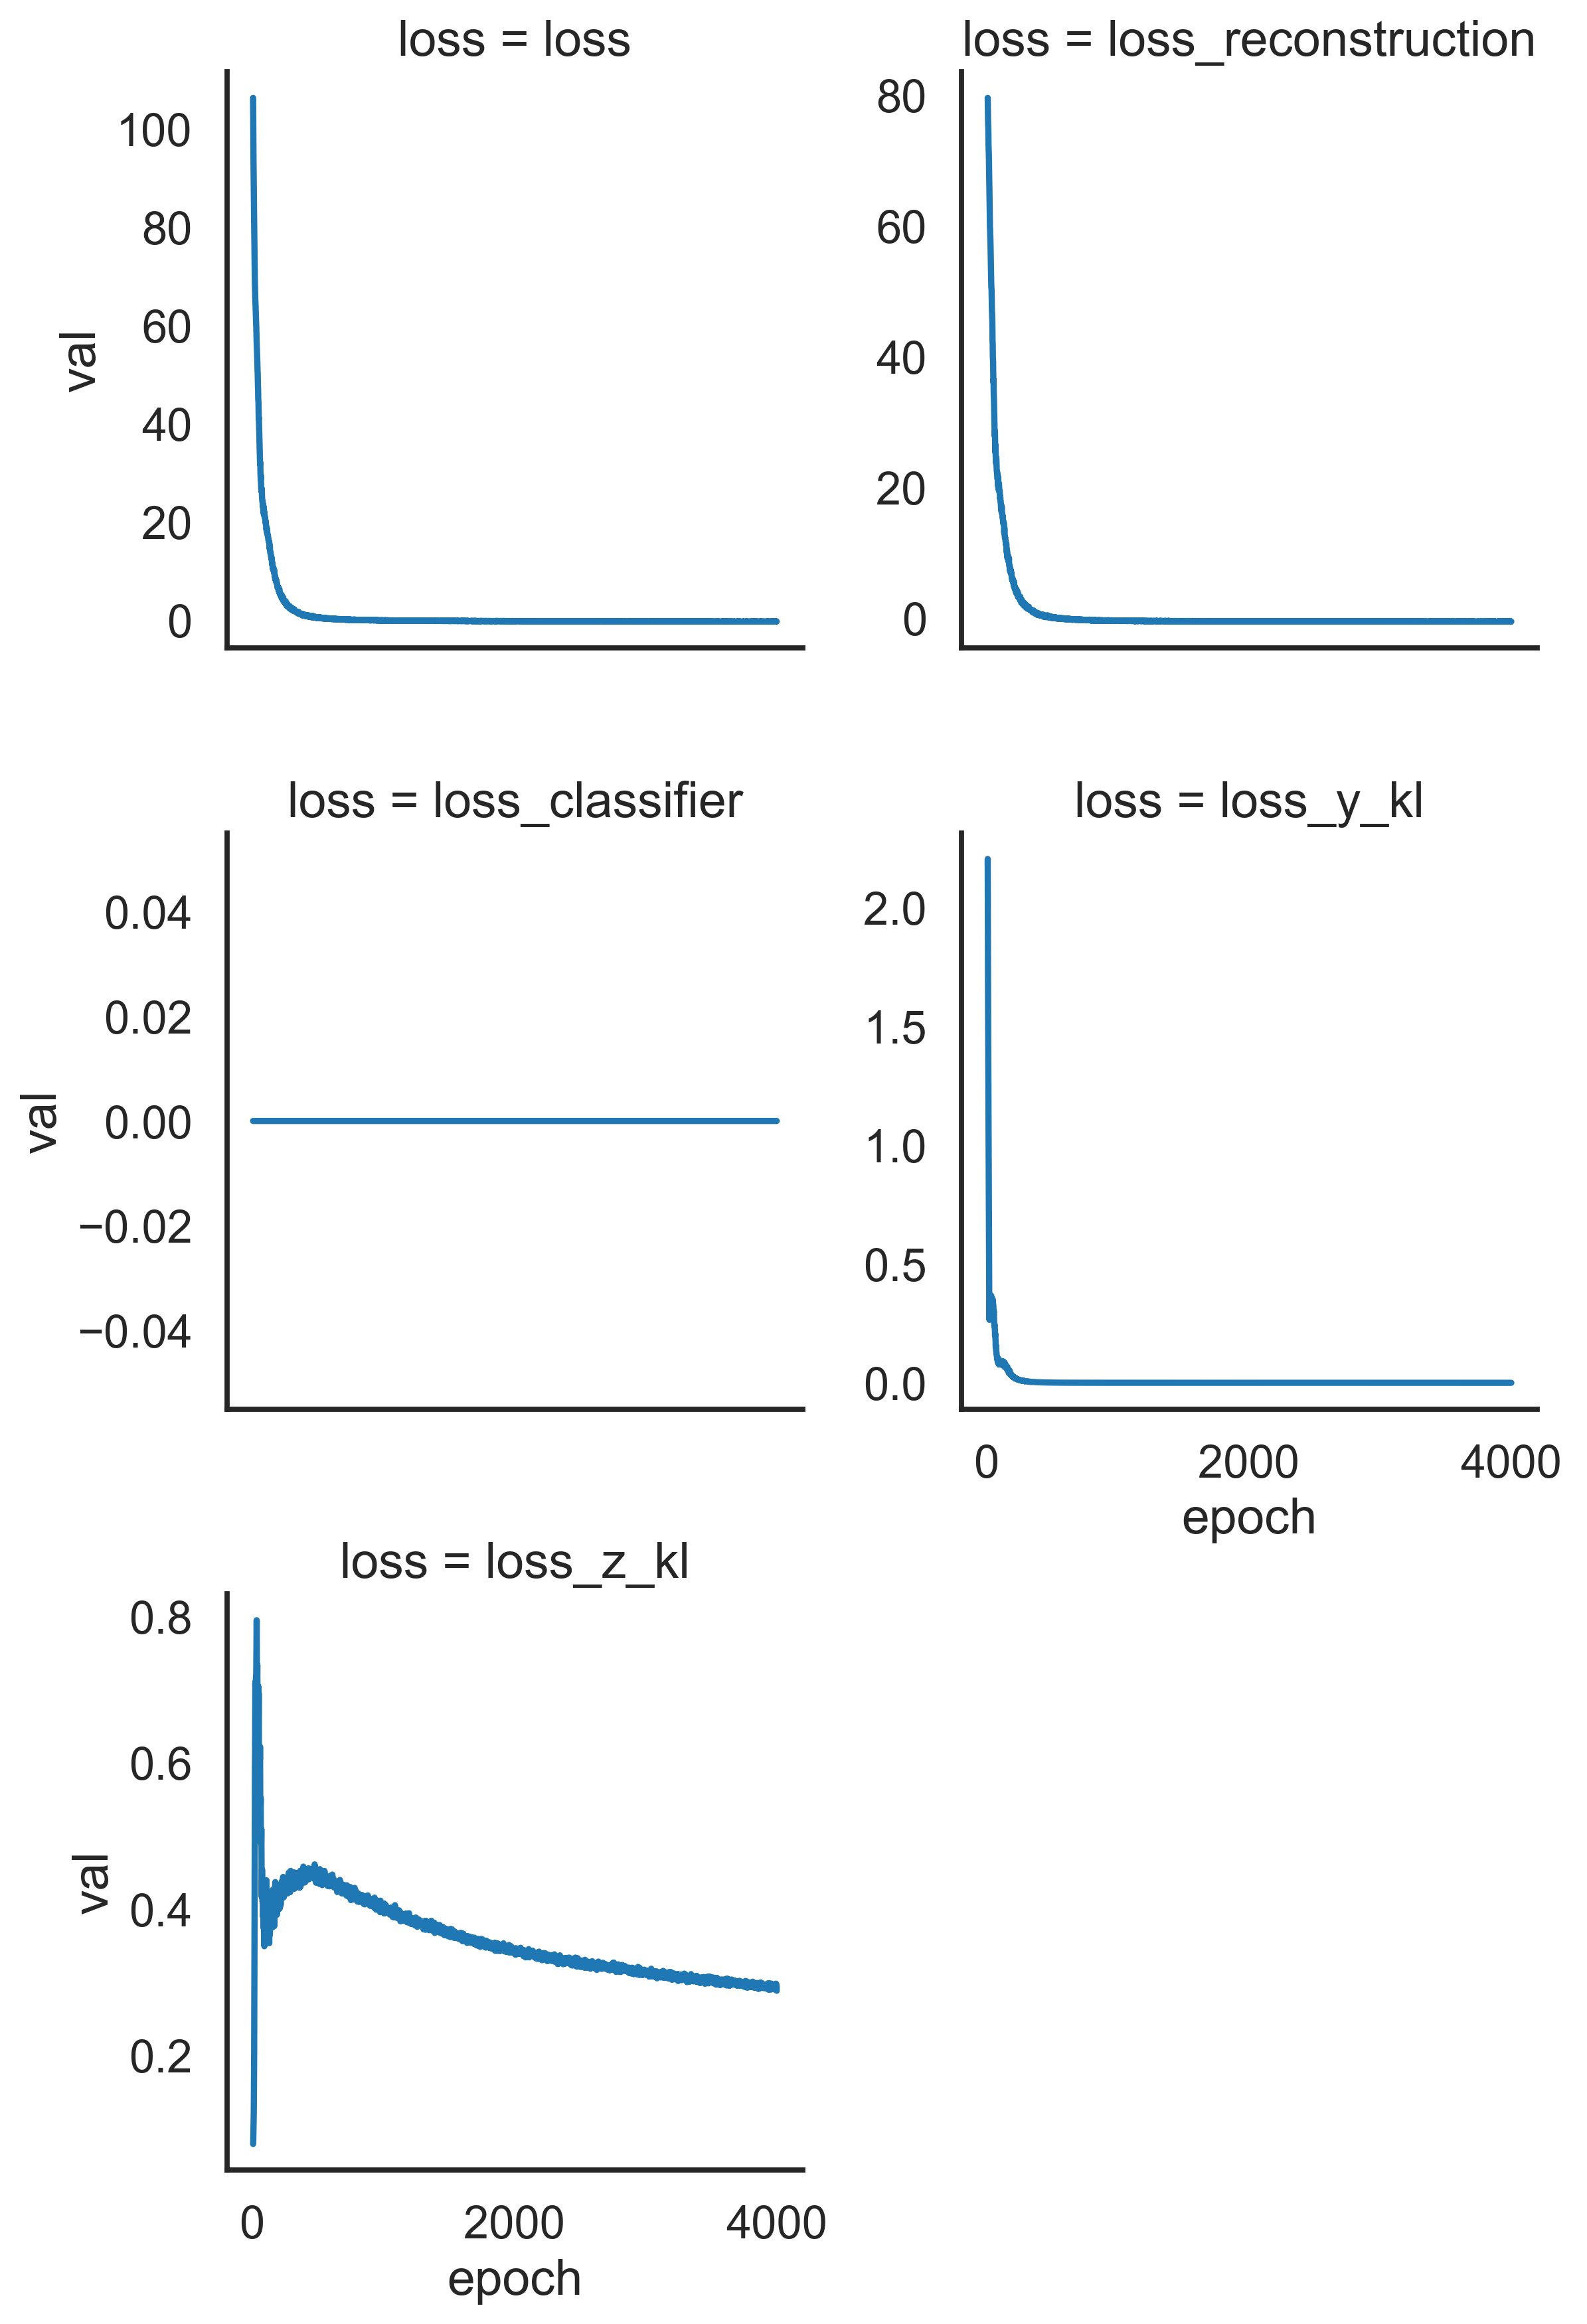 loss = loss
100
80
60
40
20
0
val
loss = loss_reconstruction
80
60
40
20
0
loss = loss_classifier
0.04
0.02
0.00
−0.02
−0.04
val
loss = loss_y_kl
2.0
1.5
1.0
0.5
0.0
0 2000 4000
epoch
loss = loss_z_kl
0.8
0.6
0.4
0.2
val
0 2000 4000
epoch